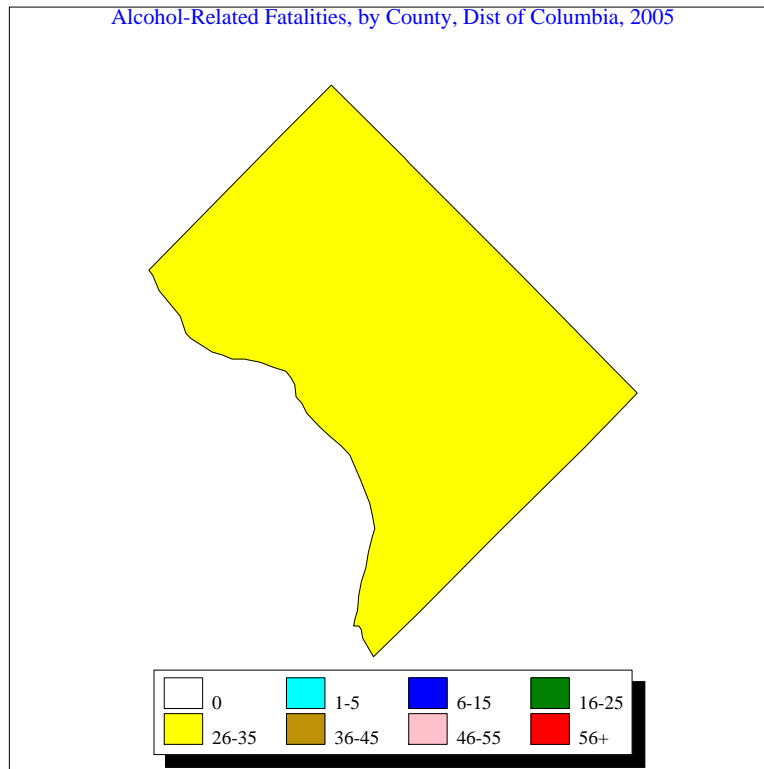 Alcohol-Related Fatalities, by County, Dist of Columbia, 2005
0 1-5 6-15 16-25
26-35 36-45 46-55 56+